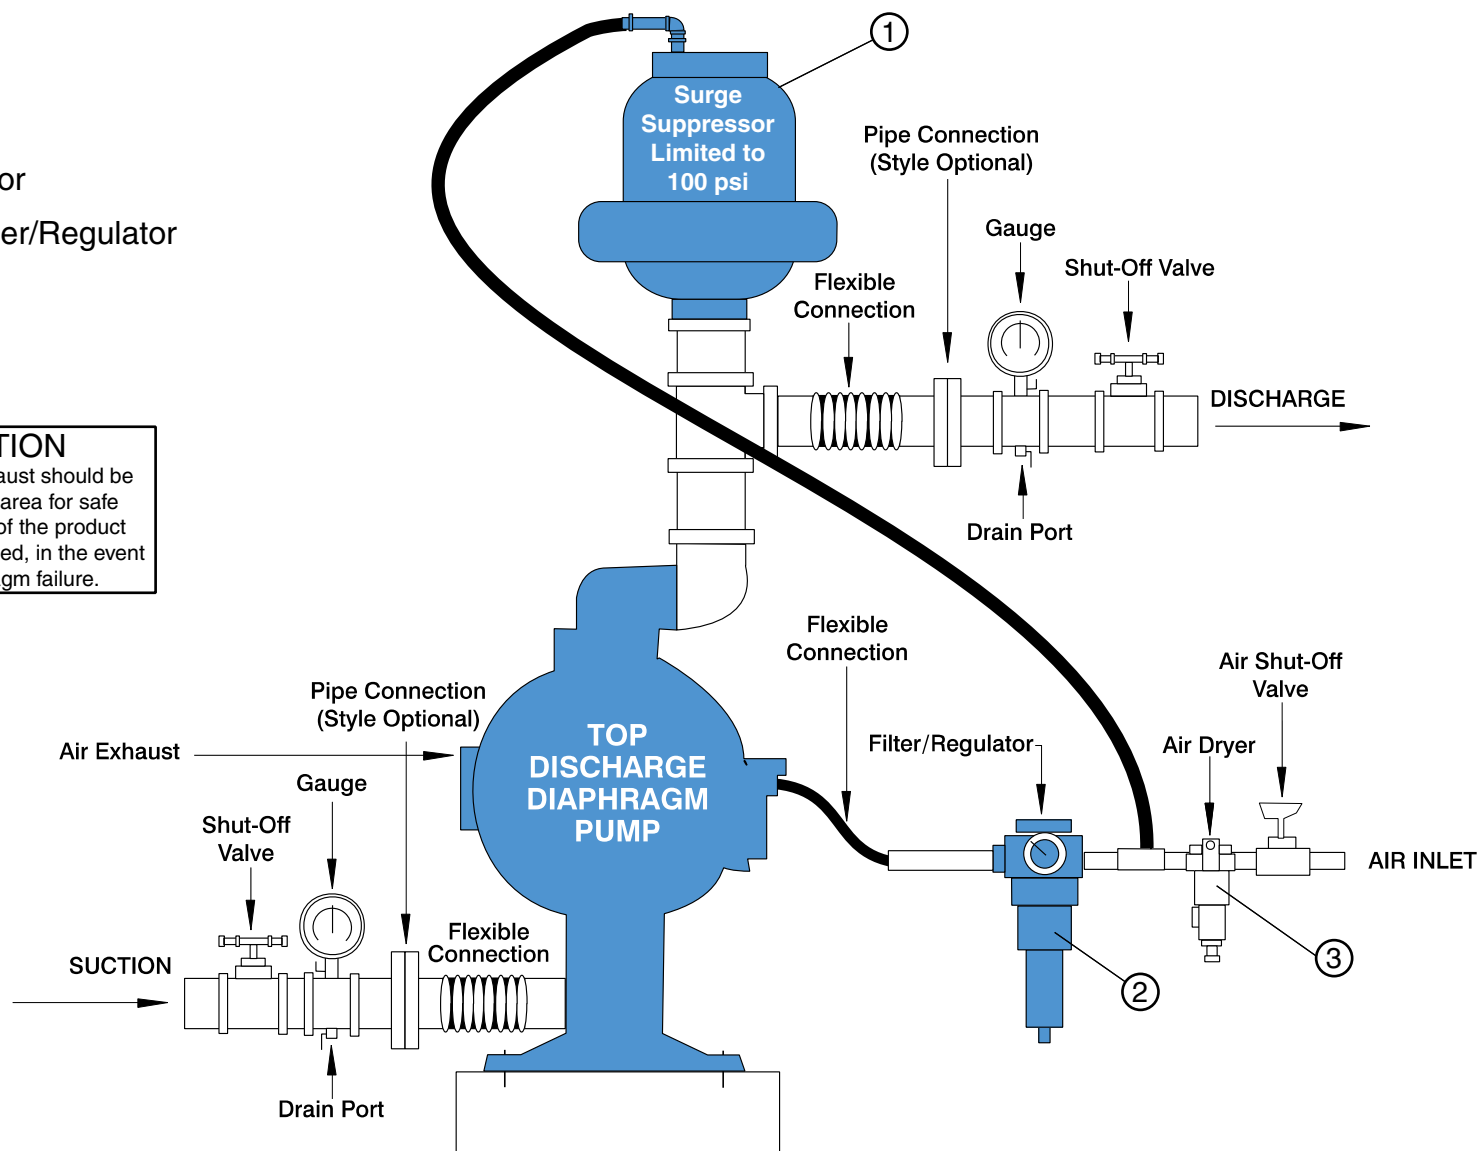 or
er/Regulator
TION
aust should be
area for safe
of the product
ed, in the event
gm failure.
1
Surge
Suppressor
Limited to
100 psi
Pipe Connection
(Style Optional)
Gauge
Shut-Off Valve
Flexible
Connection
DISCHARGE
Drain Port
Flexible
Connection
Air Shut-Off
Valve
Pipe Connection
(Style Optional)
Air Exhaust
TOP
DISCHARGE
DIAPHRAGM
PUMP
Filter/Regulator
Air Dryer
Gauge
Shut-Off
Valve
AIR INLET
Flexible
Connection
SUCTION
3
2
Drain Port